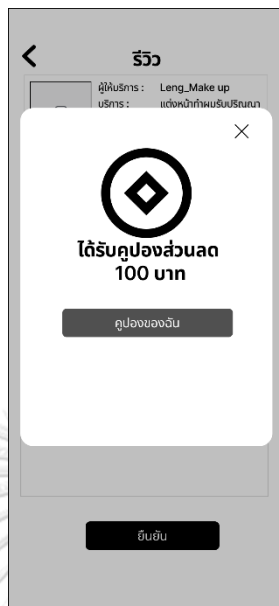 รีวิว
ผู้ให้บริการ : Leng_Make up
บริการ : แต่งหน้าทำผมรับปริญญา
ได้รับคูปองส่วนลด
100 บาท
คูปองของฉัน
ยืนยัน